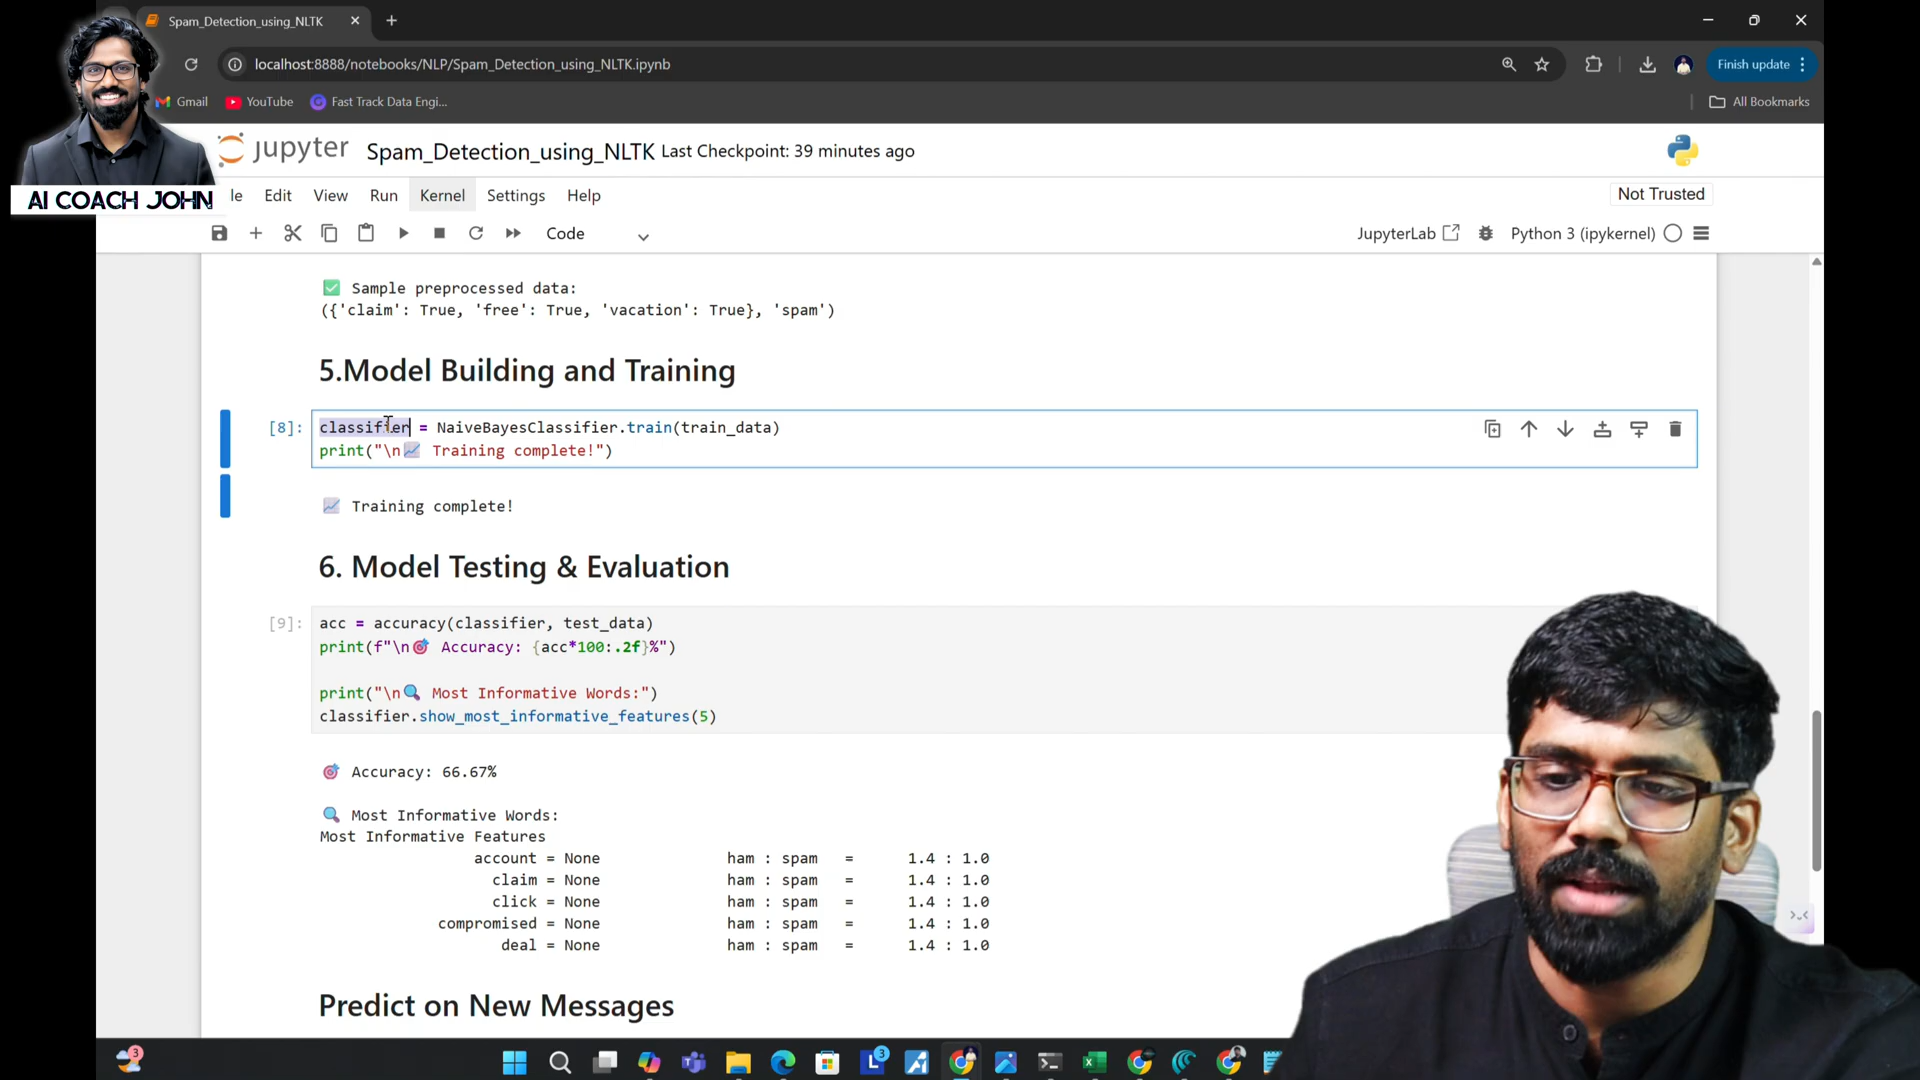 Spam_Detection_using_NLTK
localhost:8888/notebooks/NLP/Spam_Detection_using_NLTK.ipynb
Finish update
Gmail
YouTube
Fast Track Data Engi...
All Bookmarks
AI COACH JOHN
jupyter
Spam_Detection_using_NLTK Last Checkpoint: 39 minutes ago
le Edit View Run Kernel Settings Help
Not Trusted
Code
JupyterLab
Python 3 (ipykernel)
✅ Sample preprocessed data:
({'claim': True, 'free': True, 'vacation': True}, 'spam')
5.Model Building and Training
[8]: classifier = NaiveBayesClassifier.train(train_data)
print("\n📈 Training complete!")
📈 Training complete!
6. Model Testing & Evaluation
[9]: acc = accuracy(classifier, test_data)
print(f"\n🎯 Accuracy: {acc*100:.2f}%")
print("\n🔍 Most Informative Words:")
classifier.show_most_informative_features(5)
🎯 Accuracy: 66.67%
🔍 Most Informative Words:
Most Informative Features
account = None ham : spam = 1.4 : 1.0
claim = None ham : spam = 1.4 : 1.0
click = None ham : spam = 1.4 : 1.0
compromised = None ham : spam = 1.4 : 1.0
deal = None ham : spam = 1.4 : 1.0
Predict on New Messages
3
L
3